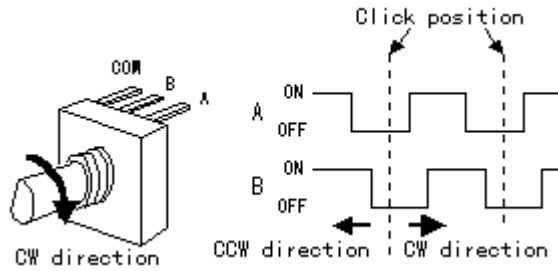 Click position
COM
B
A
A
ON
OFF
B
ON
OFF
CW direction
CCW direction
CW direction